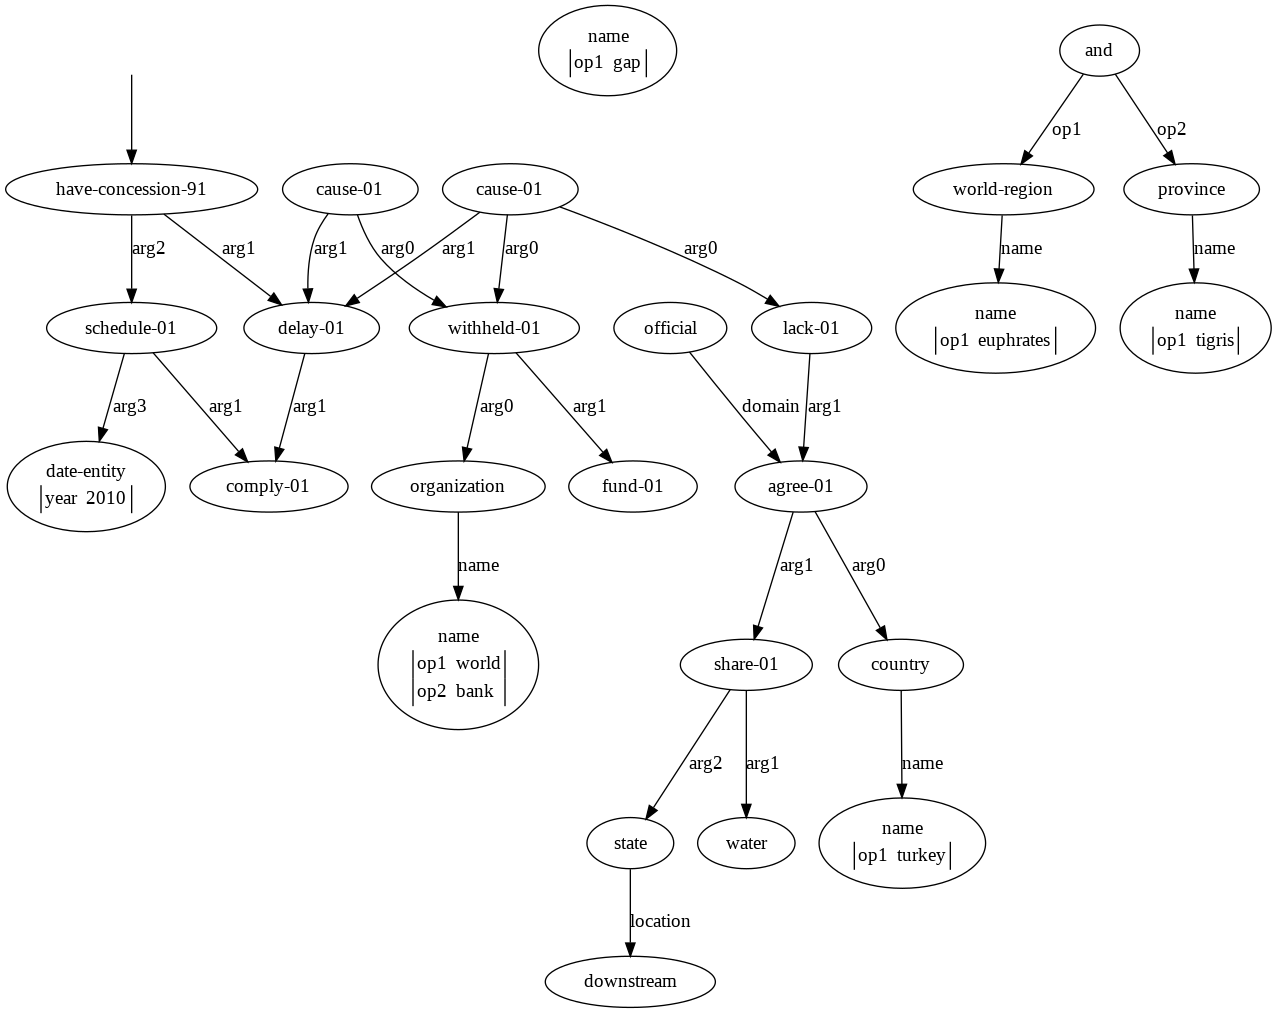 name
op1 gap
and
op1
op2
have-concession-91
cause-01
cause-01
world-region
province
arg2
arg1
arg1
arg0
arg1
arg0
arg0
name
name
schedule-01
delay-01
withheld-01
official
lack-01
name
op1 euphrates
name
op1 tigris
arg3
arg1
arg1
arg0
arg1
domain
arg1
date-entity
year 2010
comply-01
organization
fund-01
agree-01
name
arg1
arg0
name
op1 world
op2 bank
share-01
country
arg2
arg1
name
state
water
name
op1 turkey
location
downstream